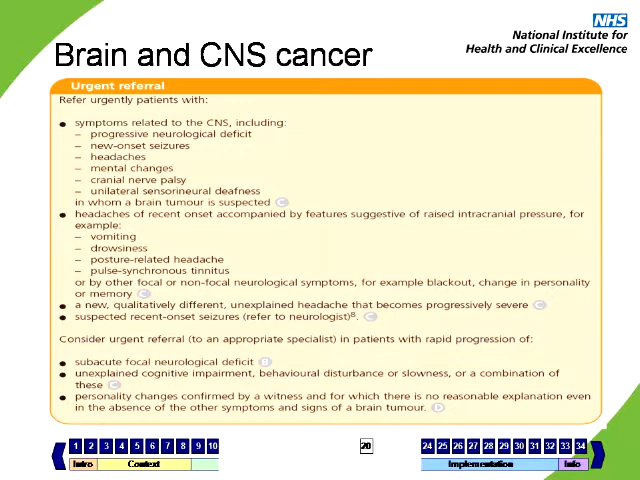 NHS
National Institute for
Health and Clinical Excellence
Brain and CNS cancer
Urgent referral
Refer urgently patients with:
● symptoms related to the CNS, including:
– progressive neurological deficit
– new-onset seizures
– headaches
– mental changes
– cranial nerve palsy
– unilateral sensorineural deafness
in whom a brain tumour is suspected C
● headaches of recent onset accompanied by features suggestive of raised intracranial pressure, for
example:
– vomiting
– drowsiness
– posture-related headache
– pulse-synchronous tinnitus
or by other focal or non-focal neurological symptoms, for example blackout, change in personality
or memory C
● a new, qualitatively different, unexplained headache that becomes progressively severe C
● suspected recent-onset seizures (refer to neurologist)⁸. C
Consider urgent referral (to an appropriate specialist) in patients with rapid progression of:
● subacute focal neurological deficit B
● unexplained cognitive impairment, behavioural disturbance or slowness, or a combination of
these C
● personality changes confirmed by a witness and for which there is no reasonable explanation even
in the absence of the other symptoms and signs of a brain tumour. D
1 2 3 4 5 6 7 8 9 10 20 24 25 26 27 28 29 30 31 32 33 34
Intro Context Implementation Info